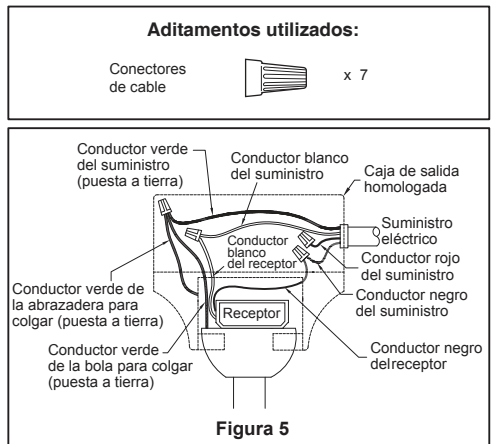 Aditamentos utilizados:
Conectores
de cable
x 7
Conductor verde
del suministro
(puesta a tierra)
Conductor blanco
del suministro
Caja de salida
homologada
Suministro
eléctrico
Conductor
blanco
del receptor
Conductor rojo
del suministro
Conductor verde de
la abrazadera para
colgar (puesta a tierra)
Conductor negro
del suministro
Receptor
Conductor verde
de la bola para colgar
(puesta a tierra)
Conductor negro
delreceptor
Figura 5